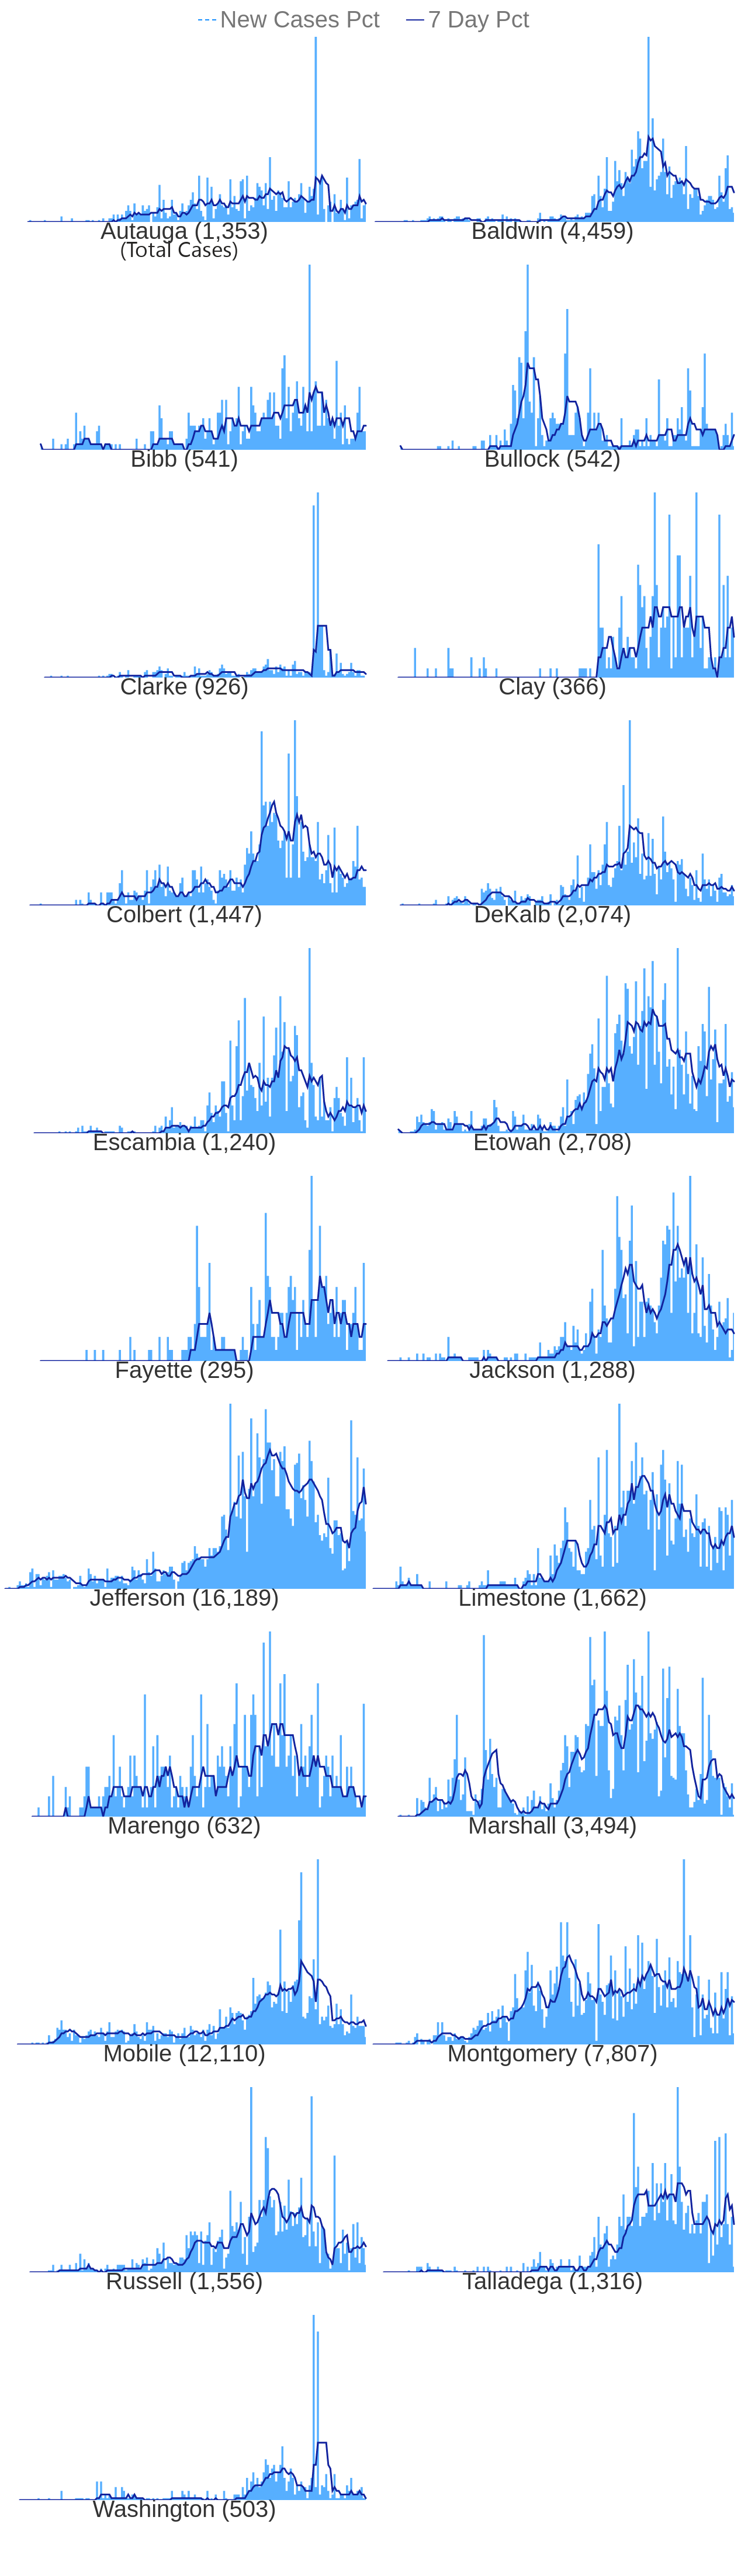 New Cases Pct 7 Day Pct
Autauga (1,353) Baldwin (4,459)
(Total Cases)
Bibb (541) Bullock (542)
Clarke (926) Clay (366)
Colbert (1,447) DeKalb (2,074)
Escambia (1,240) Etowah (2,708)
Fayette (295) Jackson (1,288)
Jefferson (16,189) Limestone (1,662)
Marengo (632) Marshall (3,494)
Mobile (12,110) Montgomery (7,807)
Russell (1,556) Talladega (1,316)
Washington (503)